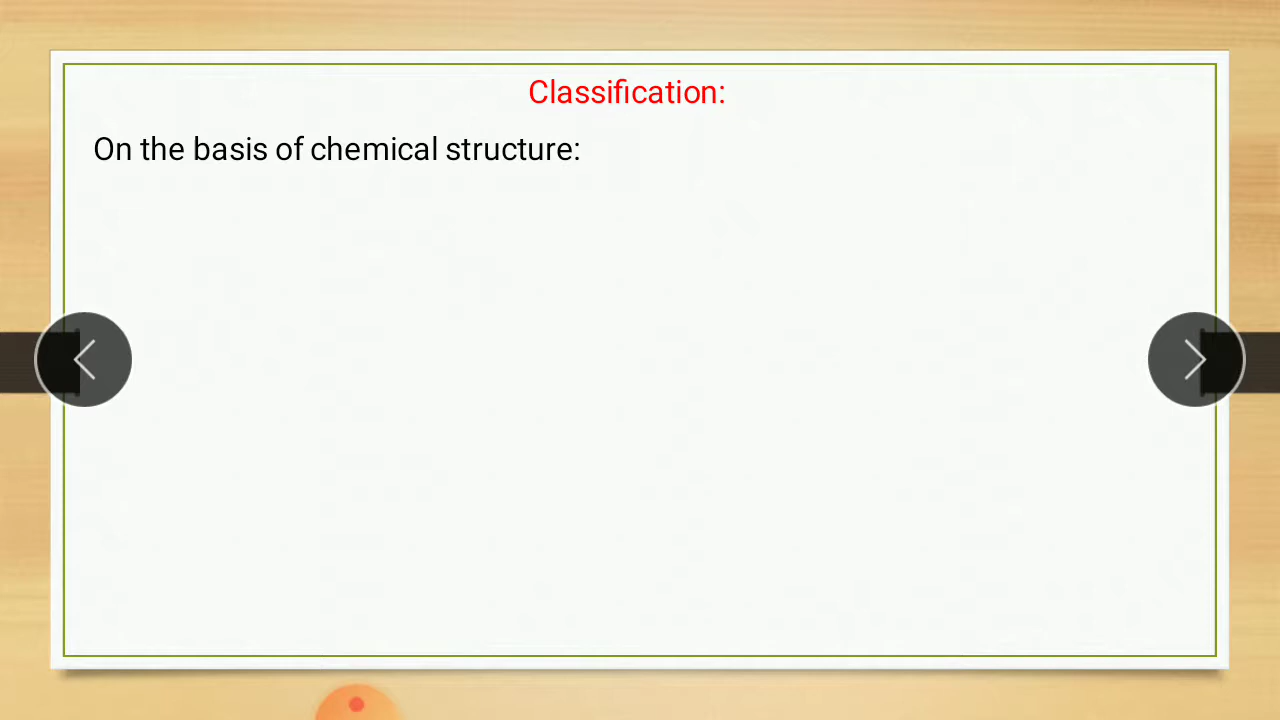 Classification:
On the basis of chemical structure: